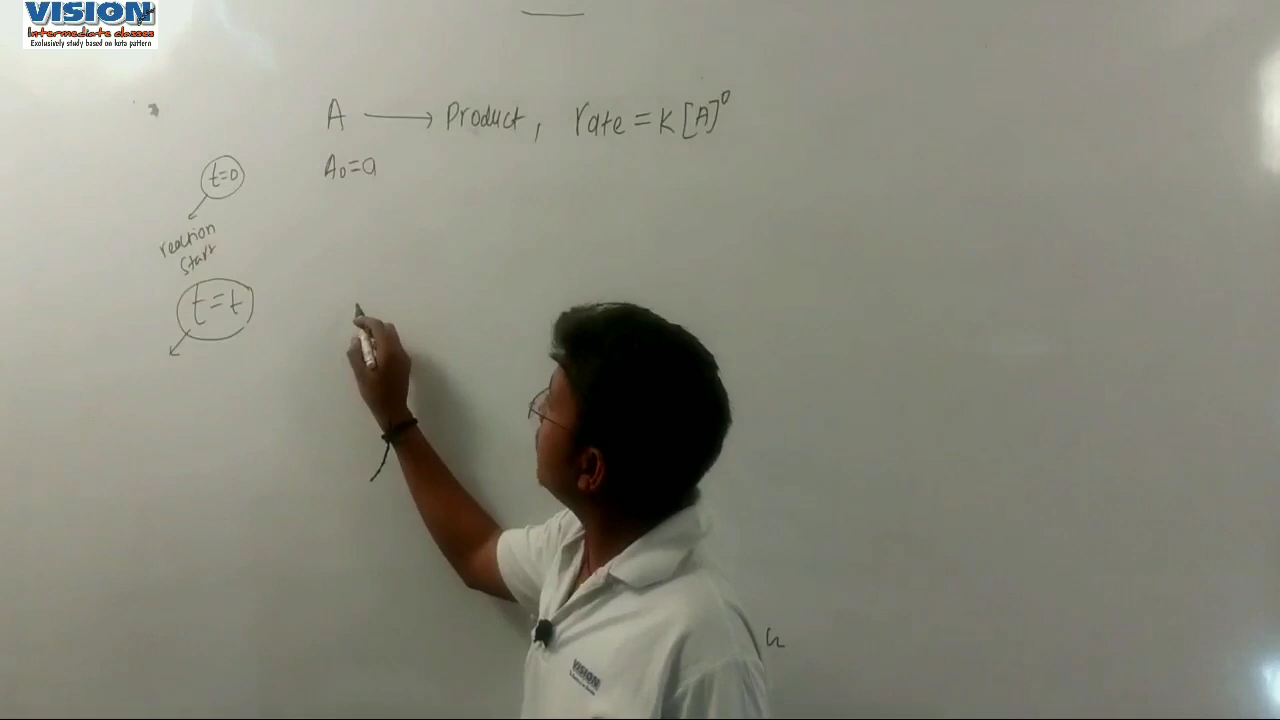 VISION
Intermediate classes
Exclusively study based on kota pattern
A ⟶ Product, rate = K[A]⁰
t=0
A₀=a
reaction
start
t=t
VISION